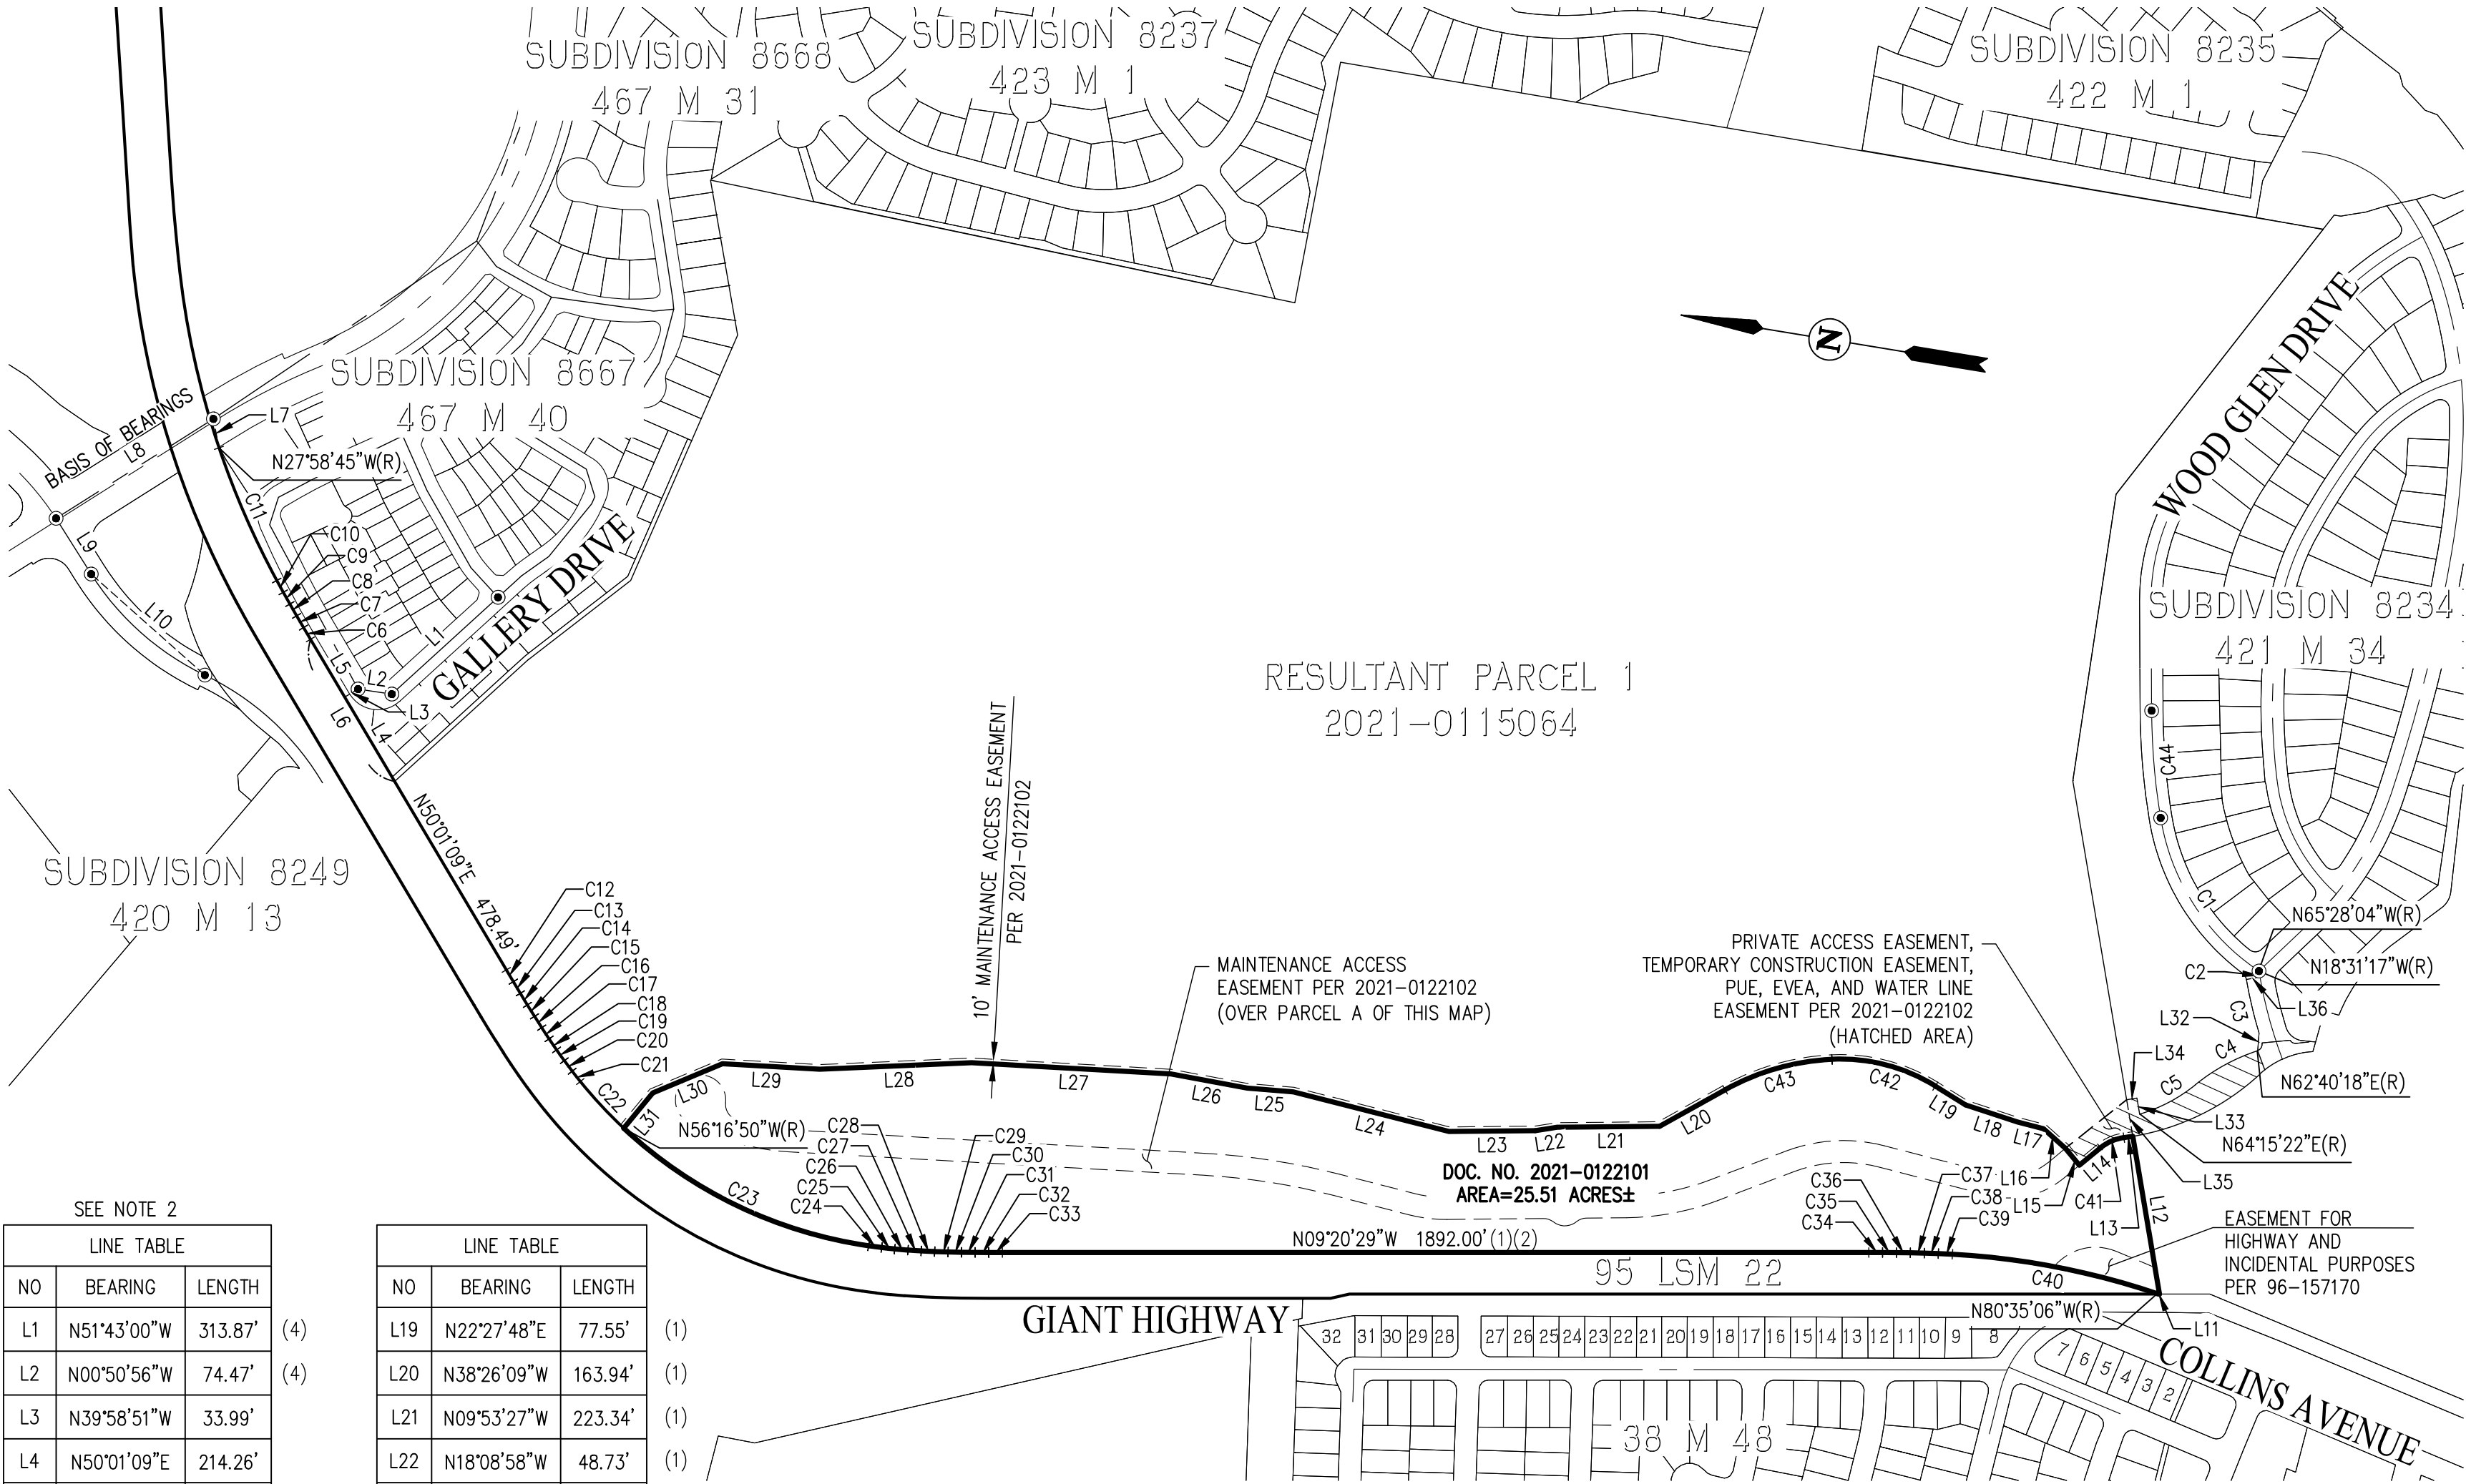 SUBDIVISION 8668
467 M 31
SUBDIVISION 8237
423 M 1
SUBDIVISION 8235
422 M 1
SUBDIVISION 8667
467 M 40
BASIS OF BEARINGS
L8
L7
N27°58'45"W(R)
C11
C10
C9
C8
C7
C6
L9
L10
L1
GALLERY DRIVE
L5
L2
L3
L6
L4
N
WOOD GLEN DRIVE
SUBDIVISION 8234
421 M 34
C44
C1
RESULTANT PARCEL 1
2021-0115064
SUBDIVISION 8249
420 M 13
N50°01'09"E 478.49'
10' MAINTENANCE ACCESS EASEMENT
PER 2021-0122102
C12
C13
C14
C15
C16
C17
C18
C19
C20
C21
C22
MAINTENANCE ACCESS
EASEMENT PER 2021-0122102
(OVER PARCEL A OF THIS MAP)
PRIVATE ACCESS EASEMENT,
TEMPORARY CONSTRUCTION EASEMENT,
PUE, EVEA, AND WATER LINE
EASEMENT PER 2021-0122102
(HATCHED AREA)
N65°28'04"W(R)
C2
N18°31'17"W(R)
L36
C3
L32
C4
L34
C5
N62°40'18"E(R)
L33
N64°15'22"E(R)
L35
L31
L30
L29
L28
L27
L26
L25
L24
L23
L22
L21
L20
C43
C42
L19
L18
L17
L16
L15
L14
C41
L13
L12
N56°16'50"W(R)
C23
C28
C27
C26
C25
C24
C29
C30
C31
C32
C33
DOC. NO. 2021-0122101
AREA=25.51 ACRES±
C36
C35
C34
C37
C38
C39
N09°20'29"W 1892.00' (1)(2)
EASEMENT FOR
HIGHWAY AND
INCIDENTAL PURPOSES
PER 96-157170
C40
95 LSM 22
GIANT HIGHWAY
N80°35'06"W(R)
L11
COLLINS AVENUE
32 31 30 29 28 27 26 25 24 23 22 21 20 19 18 17 16 15 14 13 12 11 10 9 8
7 6 5 4 3 2
38 M 48
SEE NOTE 2
LINE TABLE
NO BEARING LENGTH
L1 N51°43'00"W 313.87' (4)
L2 N00°50'56"W 74.47' (4)
L3 N39°58'51"W 33.99'
L4 N50°01'09"E 214.26'
LINE TABLE
NO BEARING LENGTH
L19 N22°27'48"E 77.55' (1)
L20 N38°26'09"W 163.94' (1)
L21 N09°53'27"W 223.34' (1)
L22 N18°08'58"W 48.73' (1)